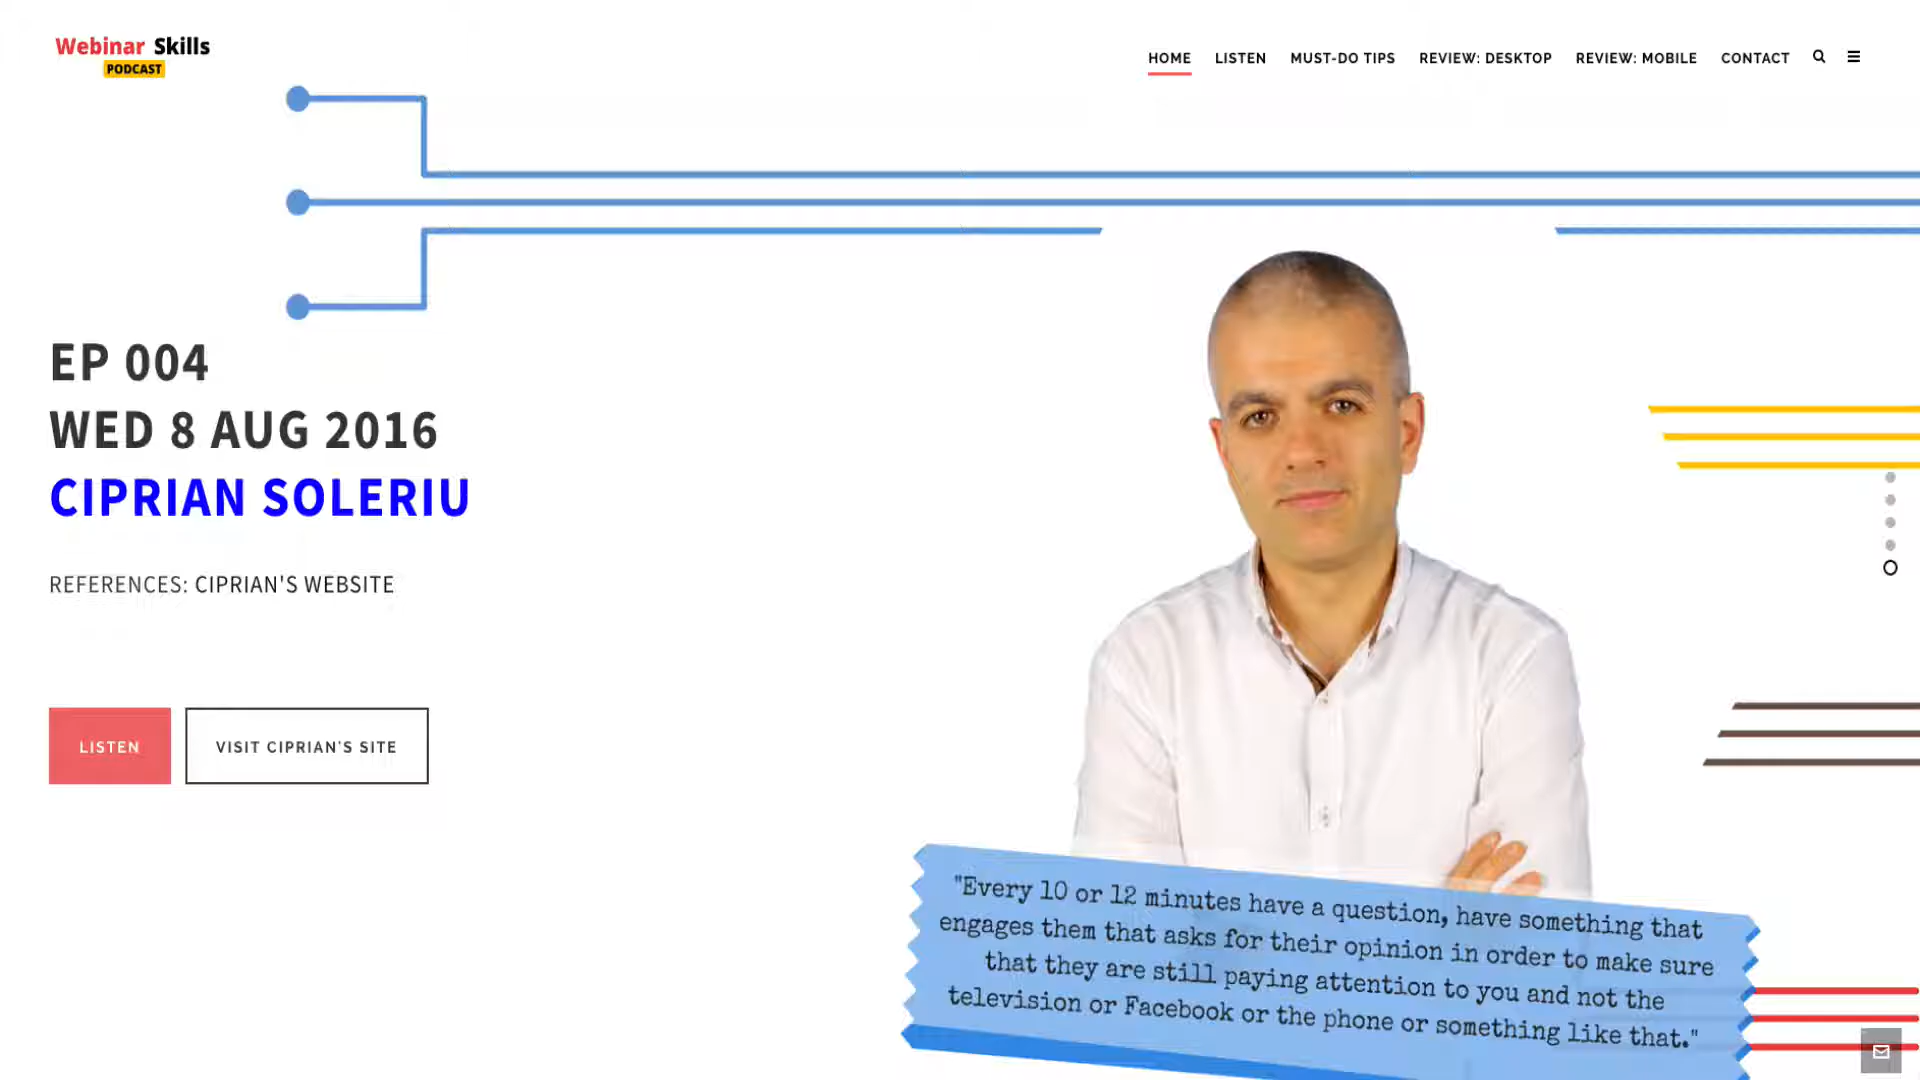 Webinar Skills
PODCAST
HOME LISTEN MUST-DO TIPS REVIEW: DESKTOP REVIEW: MOBILE CONTACT
EP 004
WED 8 AUG 2016
CIPRIAN SOLERIU
REFERENCES: CIPRIAN'S WEBSITE
LISTEN
VISIT CIPRIAN'S SITE
"Every 10 or 12 minutes have a question, have something that
engages them that asks for their opinion in order to make sure
that they are still paying attention to you and not the
television or Facebook or the phone or something like that."